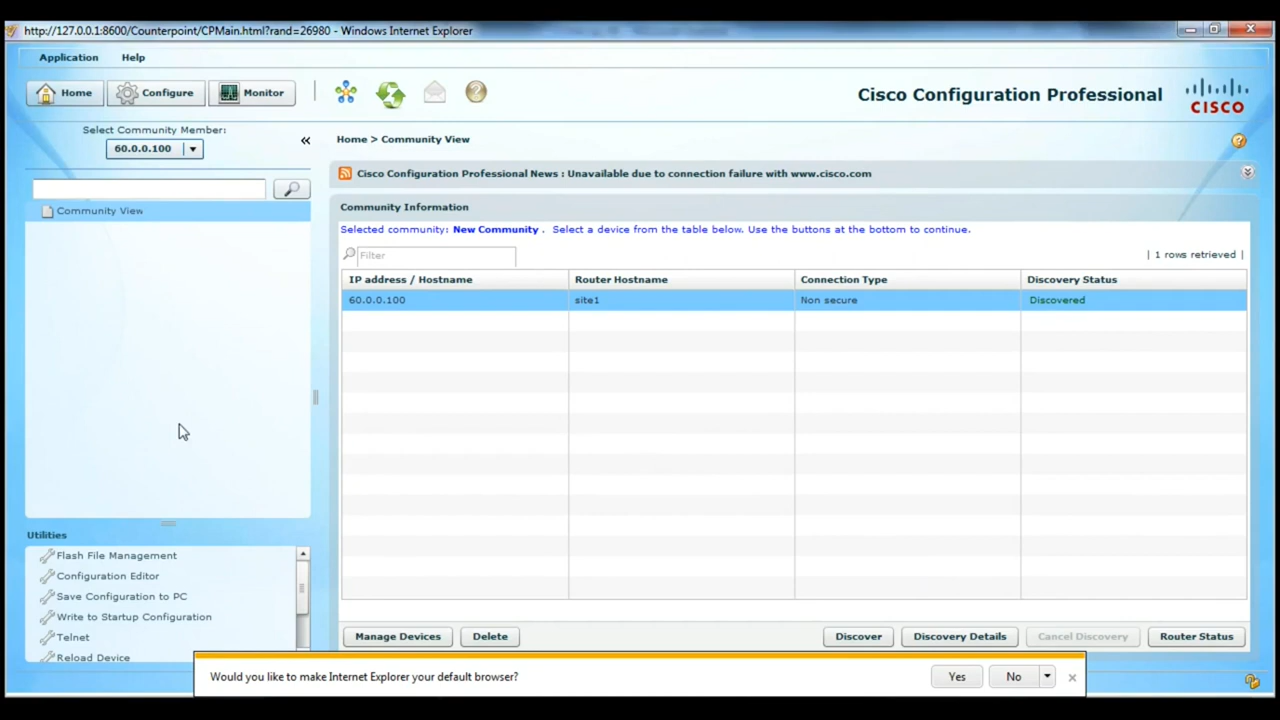 http://127.0.0.1:8600/Counterpoint/CPMain.html?rand=26980 - Windows Internet Explorer
Application Help
Home Configure Monitor
Cisco Configuration Professional
CISCO
Select Community Member:
60.0.0.100
Community View
Utilities
Flash File Management
Configuration Editor
Save Configuration to PC
Write to Startup Configuration
Telnet
Reload Device
Home > Community View
Cisco Configuration Professional News : Unavailable due to connection failure with www.cisco.com
Community Information
Selected community: New Community . Select a device from the table below. Use the buttons at the bottom to continue.
Filter
| 1 rows retrieved |
IP address / Hostname Router Hostname Connection Type Discovery Status
60.0.0.100 site1 Non secure Discovered
Manage Devices Delete Discover Discovery Details Cancel Discovery Router Status
Would you like to make Internet Explorer your default browser? Yes No